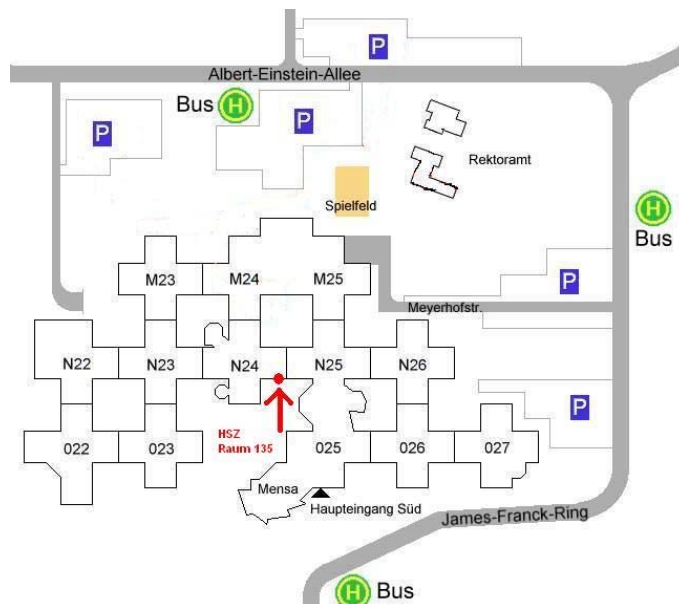 P
Albert-Einstein-Allee
Bus H
P
P
Rektoramt
Spielfeld
H
Bus
M23
M24
M25
P
Meyerhofstr.
N22
N23
N24
N25
N26
P
HSZ
Raum 135
022
023
025
026
027
Mensa
Haupteingang Süd
James-Franck-Ring
H Bus